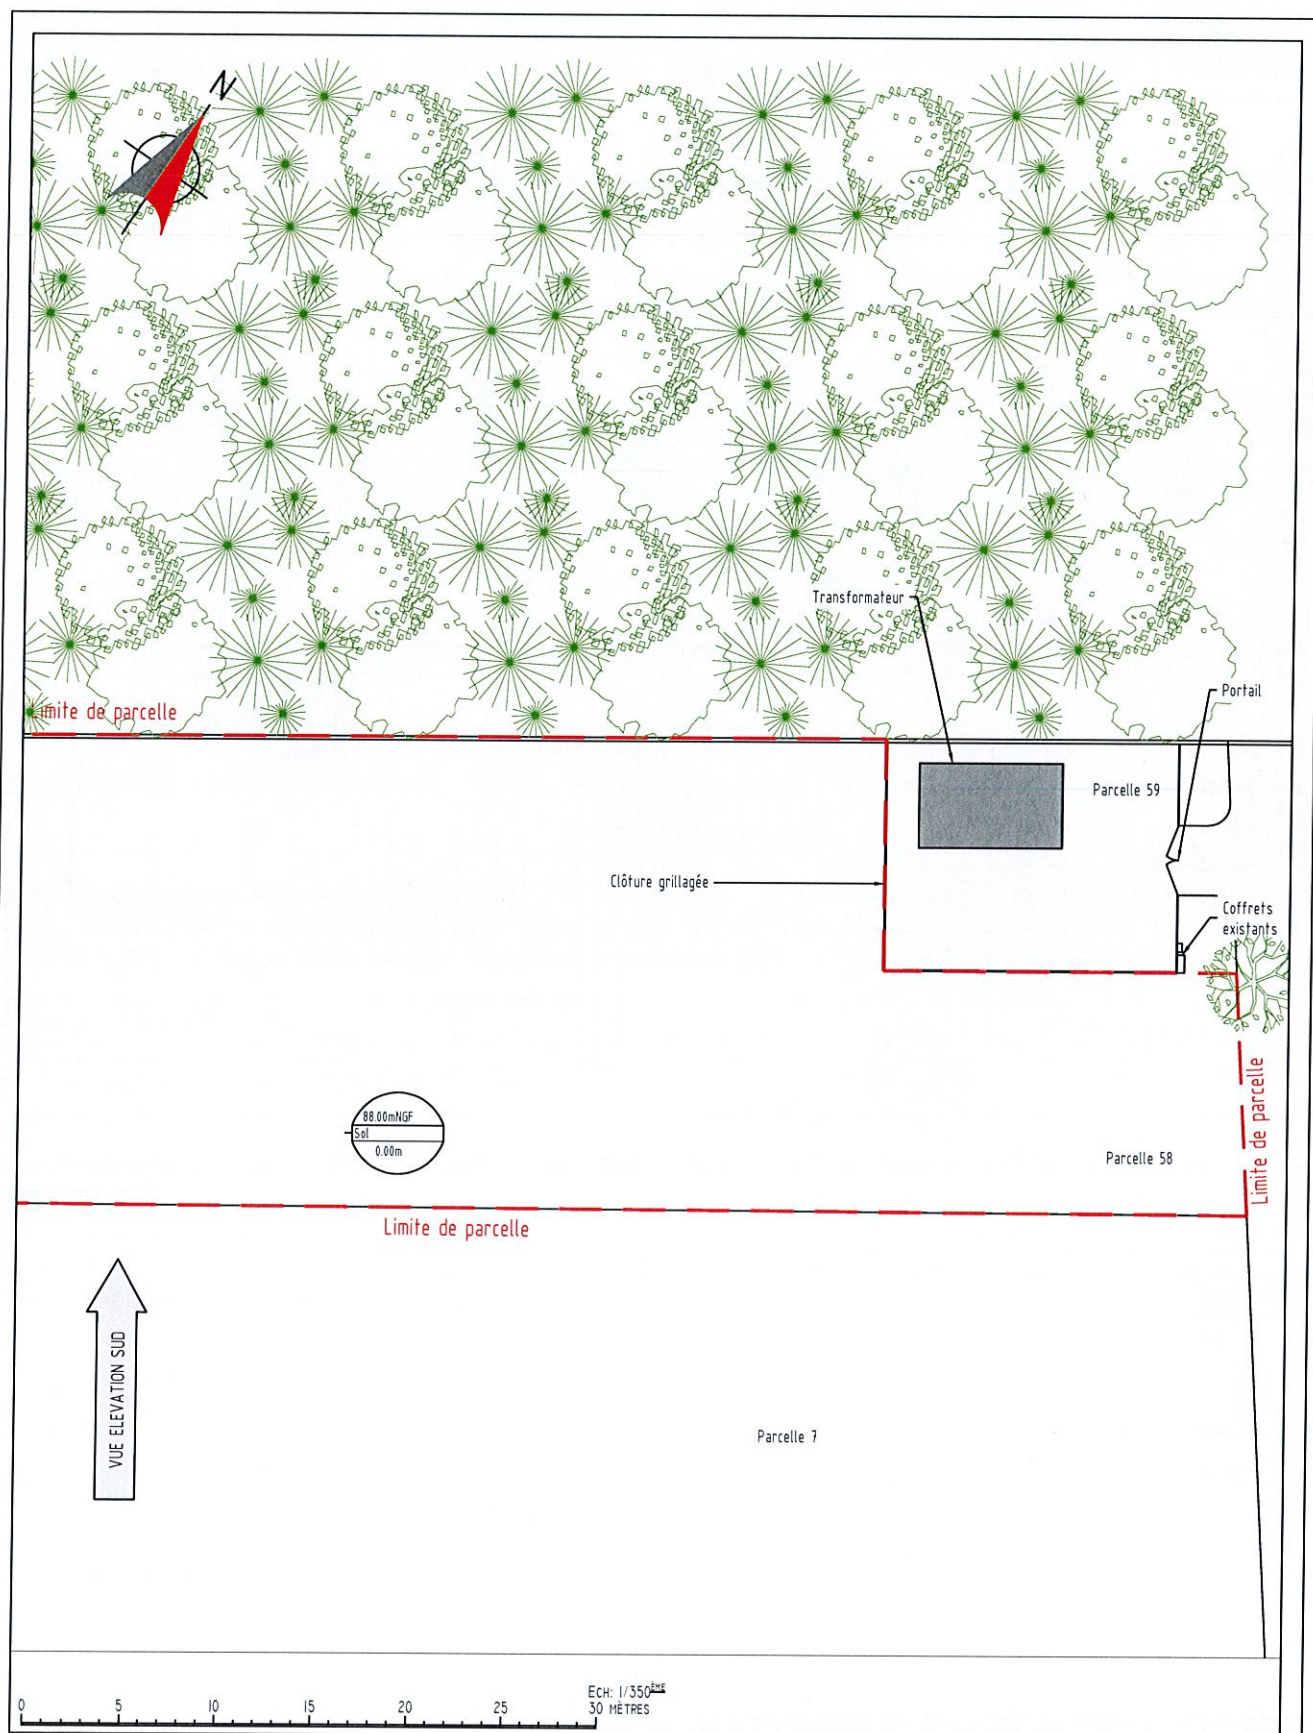 N
Transformateur
Limite de parcelle
Portail
Parcelle 59
Clôture grillagée
Coffrets
existants
Limite de parcelle
88.00mNGF
Sol
0.00m
Parcelle 58
Limite de parcelle
VUE ELEVATION SUD
Parcelle 7
ECH: 1/350ÈME
0 5 10 15 20 25 30 MÈTRES